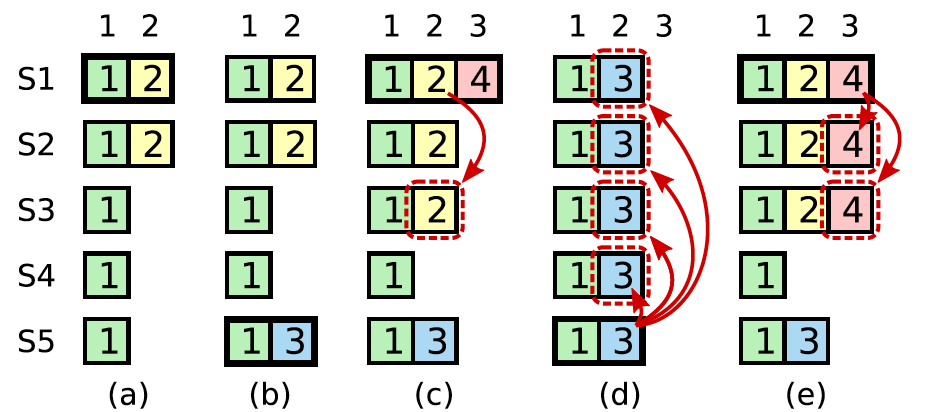 1 2 1 2 1 2 3 1 2 3 1 2 3
S1 1 2 1 2 1 2 4 1 3 1 2 4
S2 1 2 1 2 1 2 1 3 1 2 4
S3 1 1 1 2 1 3 1 2 4
S4 1 1 1 1 3 1
S5 1 1 3 1 3 1 3 1 3
(a) (b) (c) (d) (e)